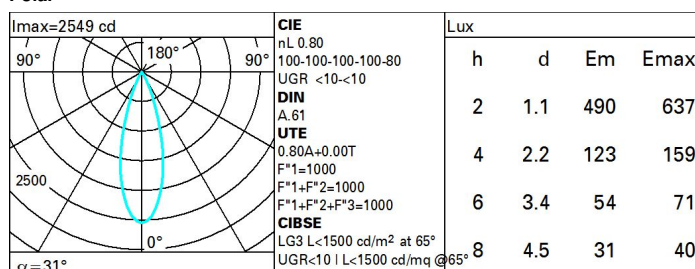 Imax=2549 cd
90°
180°
90°
2500
0°
α=31°
CIE
nL 0.80
100-100-100-100-80
UGR <10-<10
DIN
A.61
UTE
0.80A+0.00T
F"1=1000
F"1+F"2=1000
F"1+F"2+F"3=1000
CIBSE
LG3 L<1500 cd/m² at 65°
UGR<10 | L<1500 cd/mq @65°
Lux
h d Em Emax
2 1.1 490 637
4 2.2 123 159
6 3.4 54 71
8 4.5 31 40